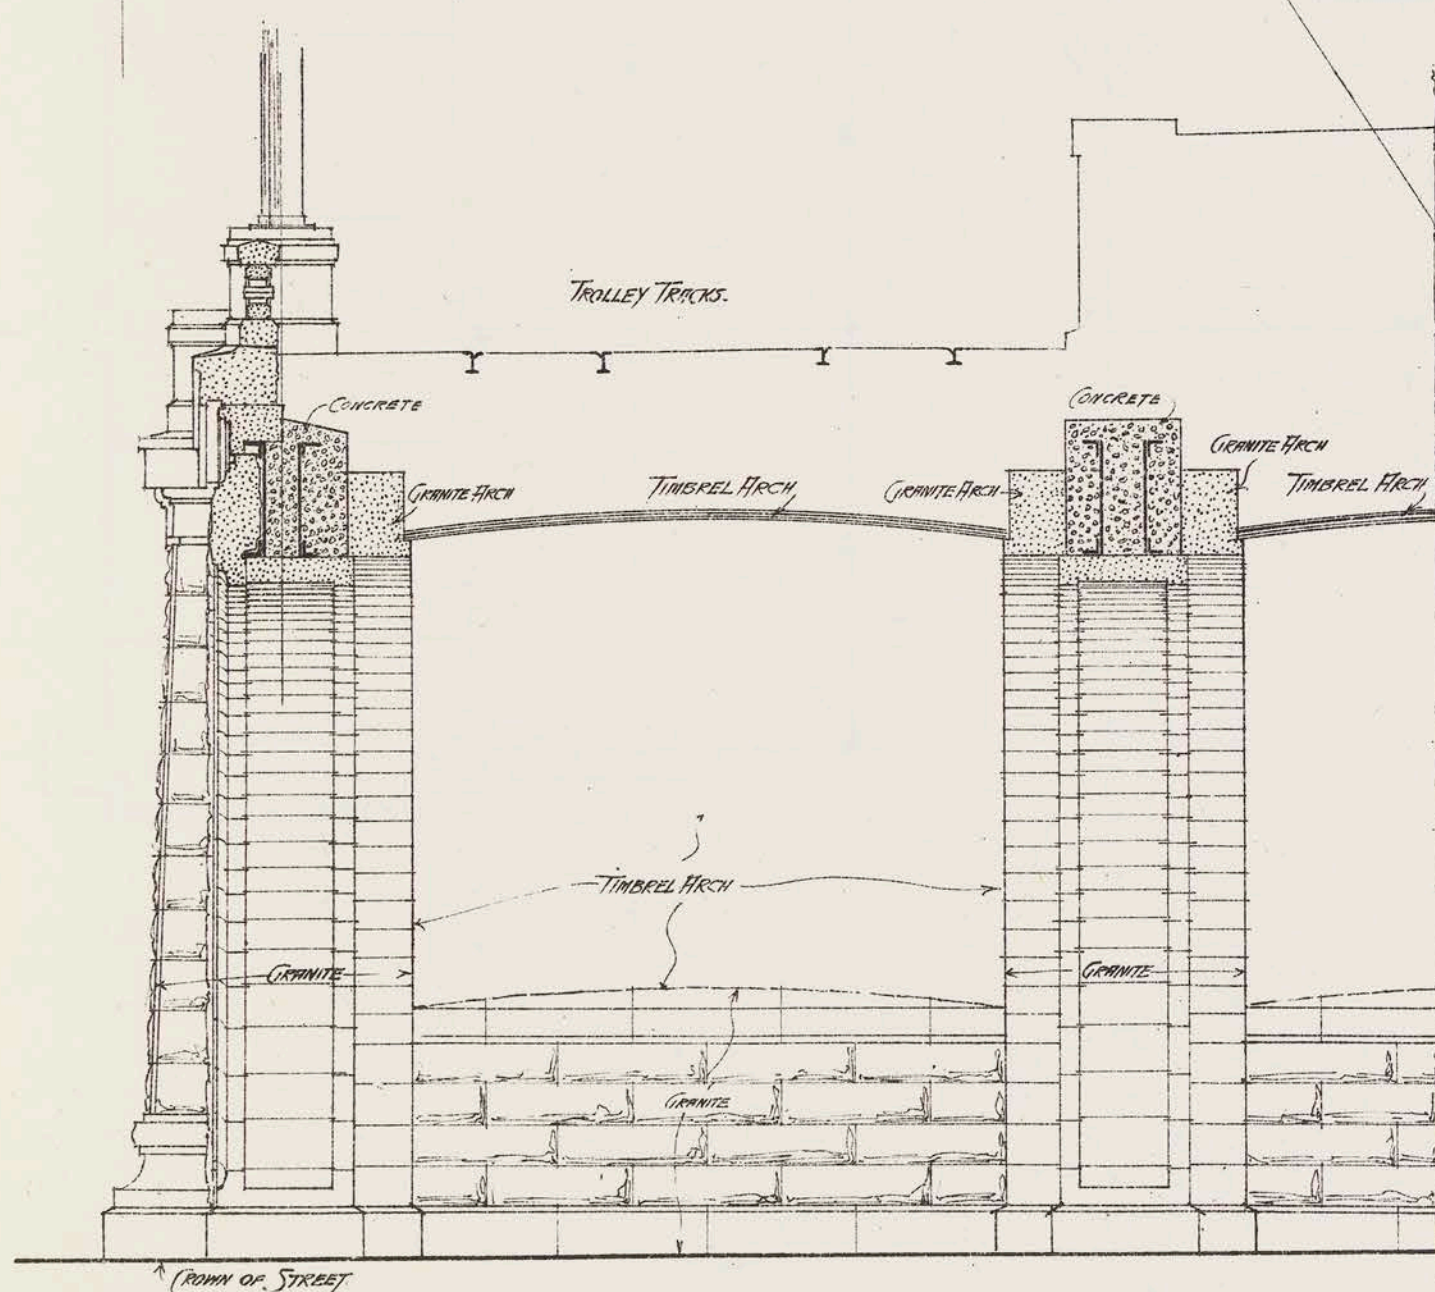 TROLLEY TRACKS.
CONCRETE
CONCRETE
GRANITE ARCH
GRANITE ARCH
TIMBREL ARCH
GRANITE ARCH
TIMBREL ARCH
TIMBREL ARCH
GRANITE
GRANITE
GRANITE
CROWN OF STREET.